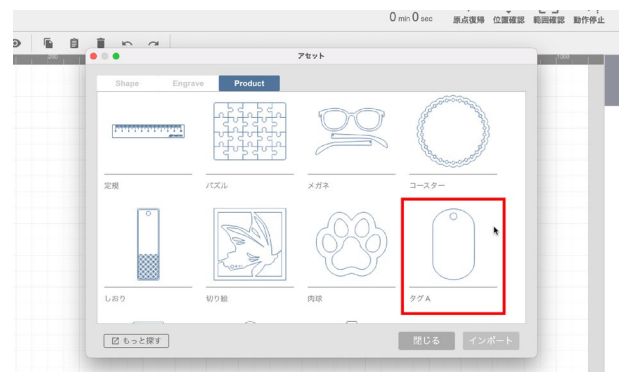 0 min 0 sec
原点復帰 位置確認 範囲確認 動作停止
アセット
Shape Engrave Product
定規 パズル メガネ コースター
しおり 切り絵 肉球 タグA
もっと探す 閉じる インポート